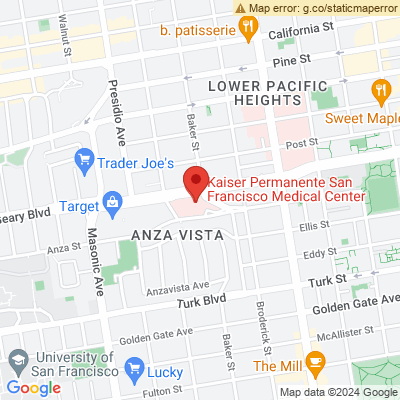 Map error: g.co/staticmaperror
b. patisserie
California St
Walnut St
Pine St
Presidio Ave
LOWER PACIFIC
HEIGHTS
Baker St
Sweet Maple
Post St
Trader Joe's
Kaiser Permanente San
Francisco Medical Center
Target
Geary Blvd
ANZA VISTA
Anza St
Ellis St
Eddy St
Masonic Ave
Anzavista Ave
Turk St
Turk Blvd
Golden Gate Ave
Broderick St
McAllister St
Golden Gate Ave
University of
San Francisco
Baker St
Lucky
The Mill
Fulton St
Google
Map data ©2024 Google